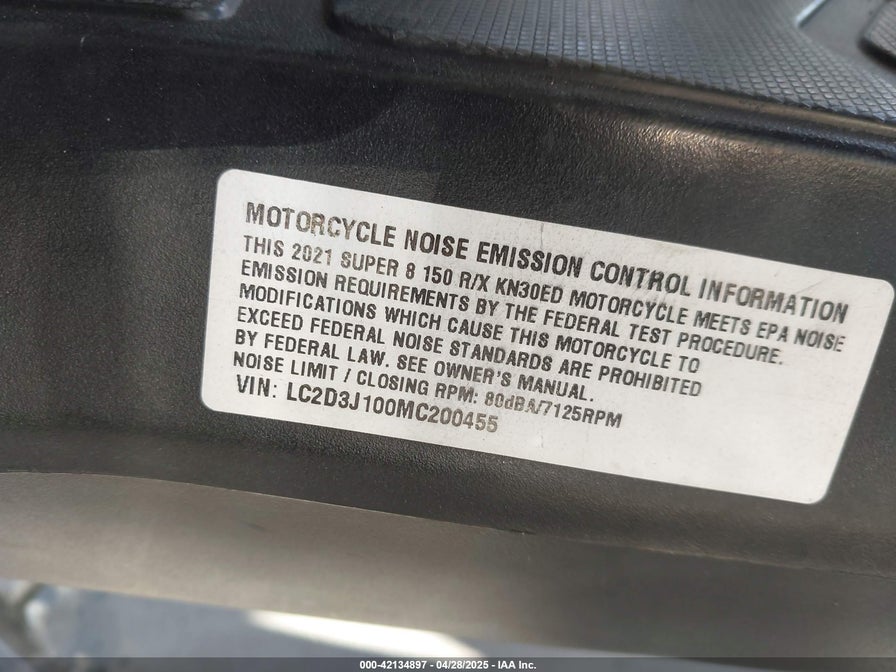 MOTORCYCLE NOISE EMISSION CONTROL INFORMATION
THIS 2021 SUPER 8 150 R/X KN30ED MOTORCYCLE MEETS EPA NOISE
EMISSION REQUIREMENTS BY THE FEDERAL TEST PROCEDURE.
MODIFICATIONS WHICH CAUSE THIS MOTORCYCLE TO
EXCEED FEDERAL NOISE STANDARDS ARE PROHIBITED
BY FEDERAL LAW. SEE OWNER'S MANUAL.
NOISE LIMIT / CLOSING RPM: 80dBA/7125RPM
VIN: LC2D3J100MC200455
000-42134897 - 04/28/2025 - IAA Inc.